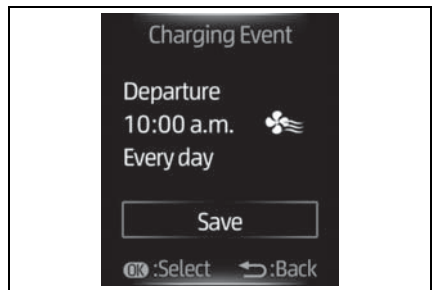 Charging Event
Departure
10:00 a.m.
Every day
Save
OK :Select :Back